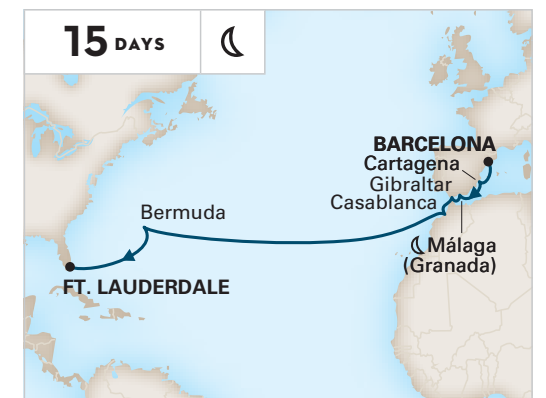 15 DAYS
BARCELONA
Cartagena
Gibraltar
Casablanca
Bermuda
Málaga
(Granada)
FT. LAUDERDALE